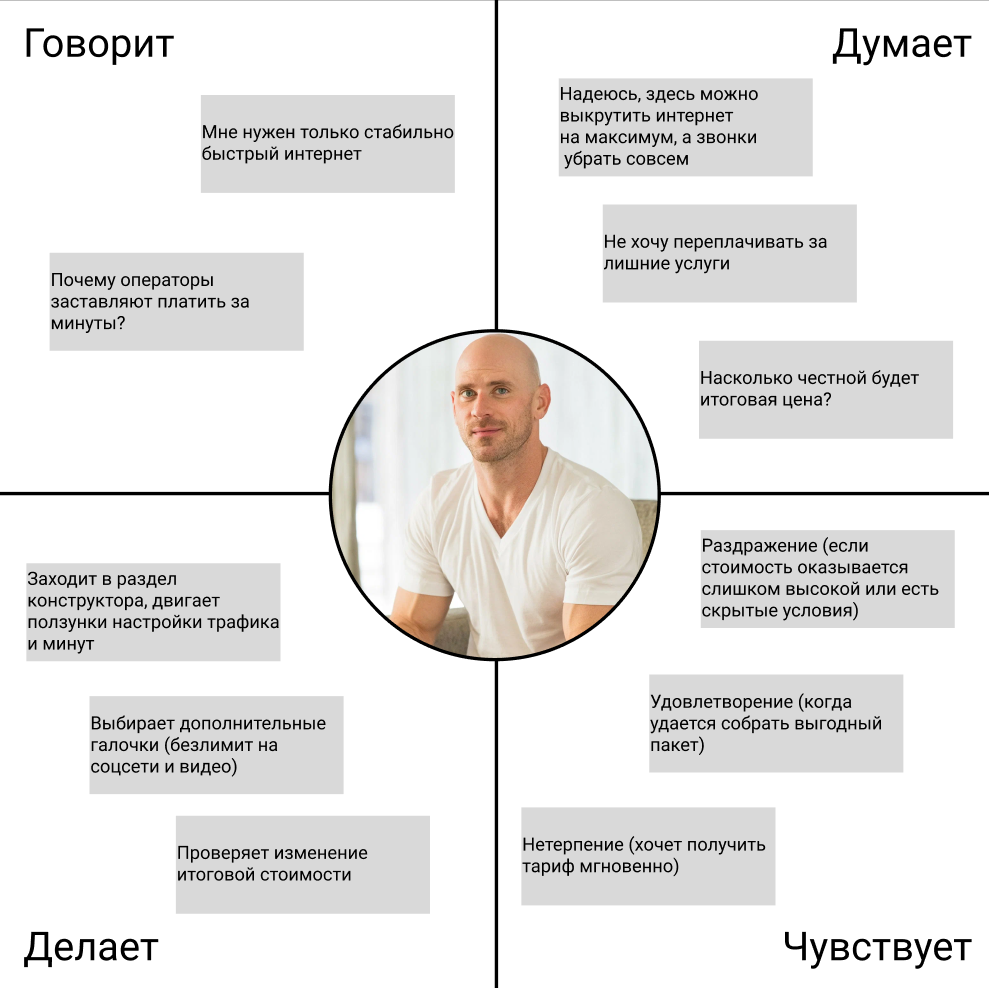 Говорит
Мне нужен только стабильно
быстрый интернет
Почему операторы
заставляют платить за
минуты?
Думает
Надеюсь, здесь можно
выкрутить интернет
на максимум, а звонки
убрать совсем
Не хочу переплачивать за
лишние услуги
Насколько честной будет
итоговая цена?
Заходит в раздел
конструктора, двигает
ползунки настройки трафика
и минут
Выбирает дополнительные
галочки (безлимит на
соцсети и видео)
Проверяет изменение
итоговой стоимости
Делает
Раздражение (если
стоимость оказывается
слишком высокой или есть
скрытые условия)
Удовлетворение (когда
удается собрать выгодный
пакет)
Нетерпение (хочет получить
тариф мгновенно)
Чувствует